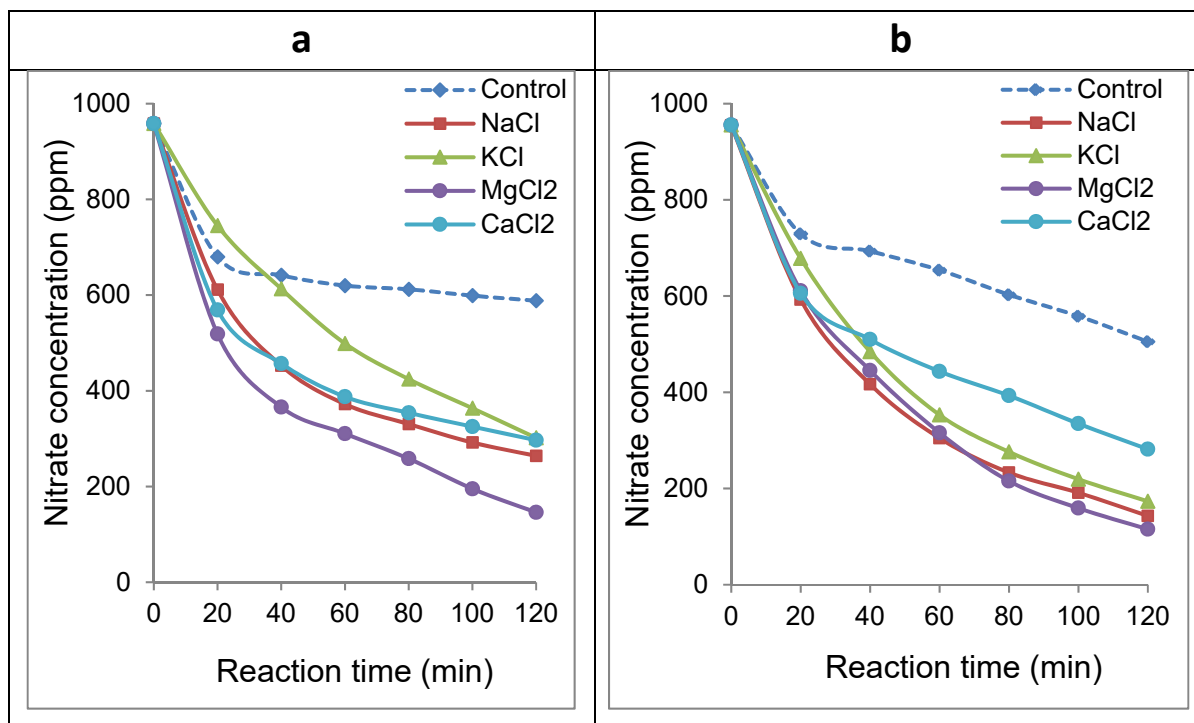 a
b
Control
NaCl
KCl
MgCl2
CaCl2
1000
800
600
400
200
0
0 20 40 60 80 100 120
Nitrate concentration (ppm)
Reaction time (min)
Control
NaCl
KCl
MgCl2
CaCl2
1000
800
600
400
200
0
0 20 40 60 80 100 120
Nitrate concentration (ppm)
Reaction time (min)